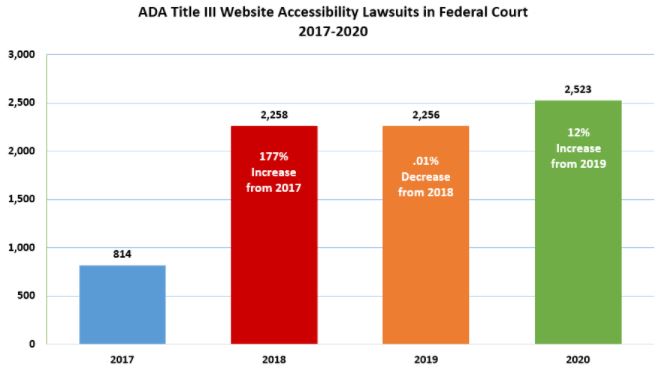 ADA Title III Website Accessibility Lawsuits in Federal Court
2017-2020
3,000
2,500
2,000
1,500
1,000
500
0
814
2,258
177%
Increase
from 2017
2,256
.01%
Decrease
from 2018
2,523
12%
Increase
from 2019
2017
2018
2019
2020